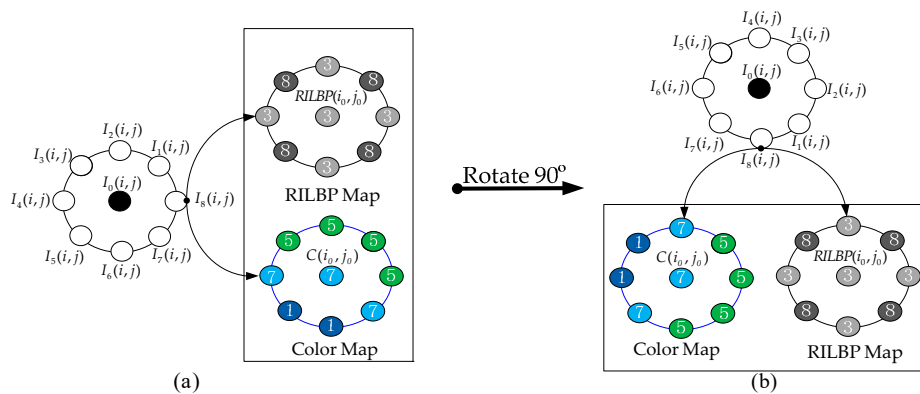 I₂(i, j)
I₃(i, j)
I₁(i, j)
I₀(i, j)
I₄(i, j)
I₈(i, j)
I₅(i, j)
I₇(i, j)
I₆(i, j)
3
8 8
RILBP(i₀, j₀)
3 3 3
8 8
3
RILBP Map
5
5 5
C(i₀, j₀)
7 7 5
1 7
1
Color Map
(a)
Rotate 90º
I₄(i, j)
I₅(i, j)
I₃(i, j)
I₀(i, j)
I₆(i, j)
I₂(i, j)
I₇(i, j)
I₁(i, j)
I₈(i, j)
7
1 5
C(i₀, j₀)
1 7 5
7 5
5
Color Map
3
8 8
RILBP(i₀, j₀)
3 3 3
8 8
3
RILBP Map
(b)